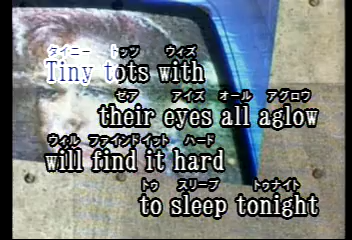 タイニー トッツ ウィズ
Tiny tots with
ゼア アイズ オール アグロウ
their eyes all aglow
ウィル ファインド イット ハード
will find it hard
トゥ スリープ トゥナイト
to sleep tonight